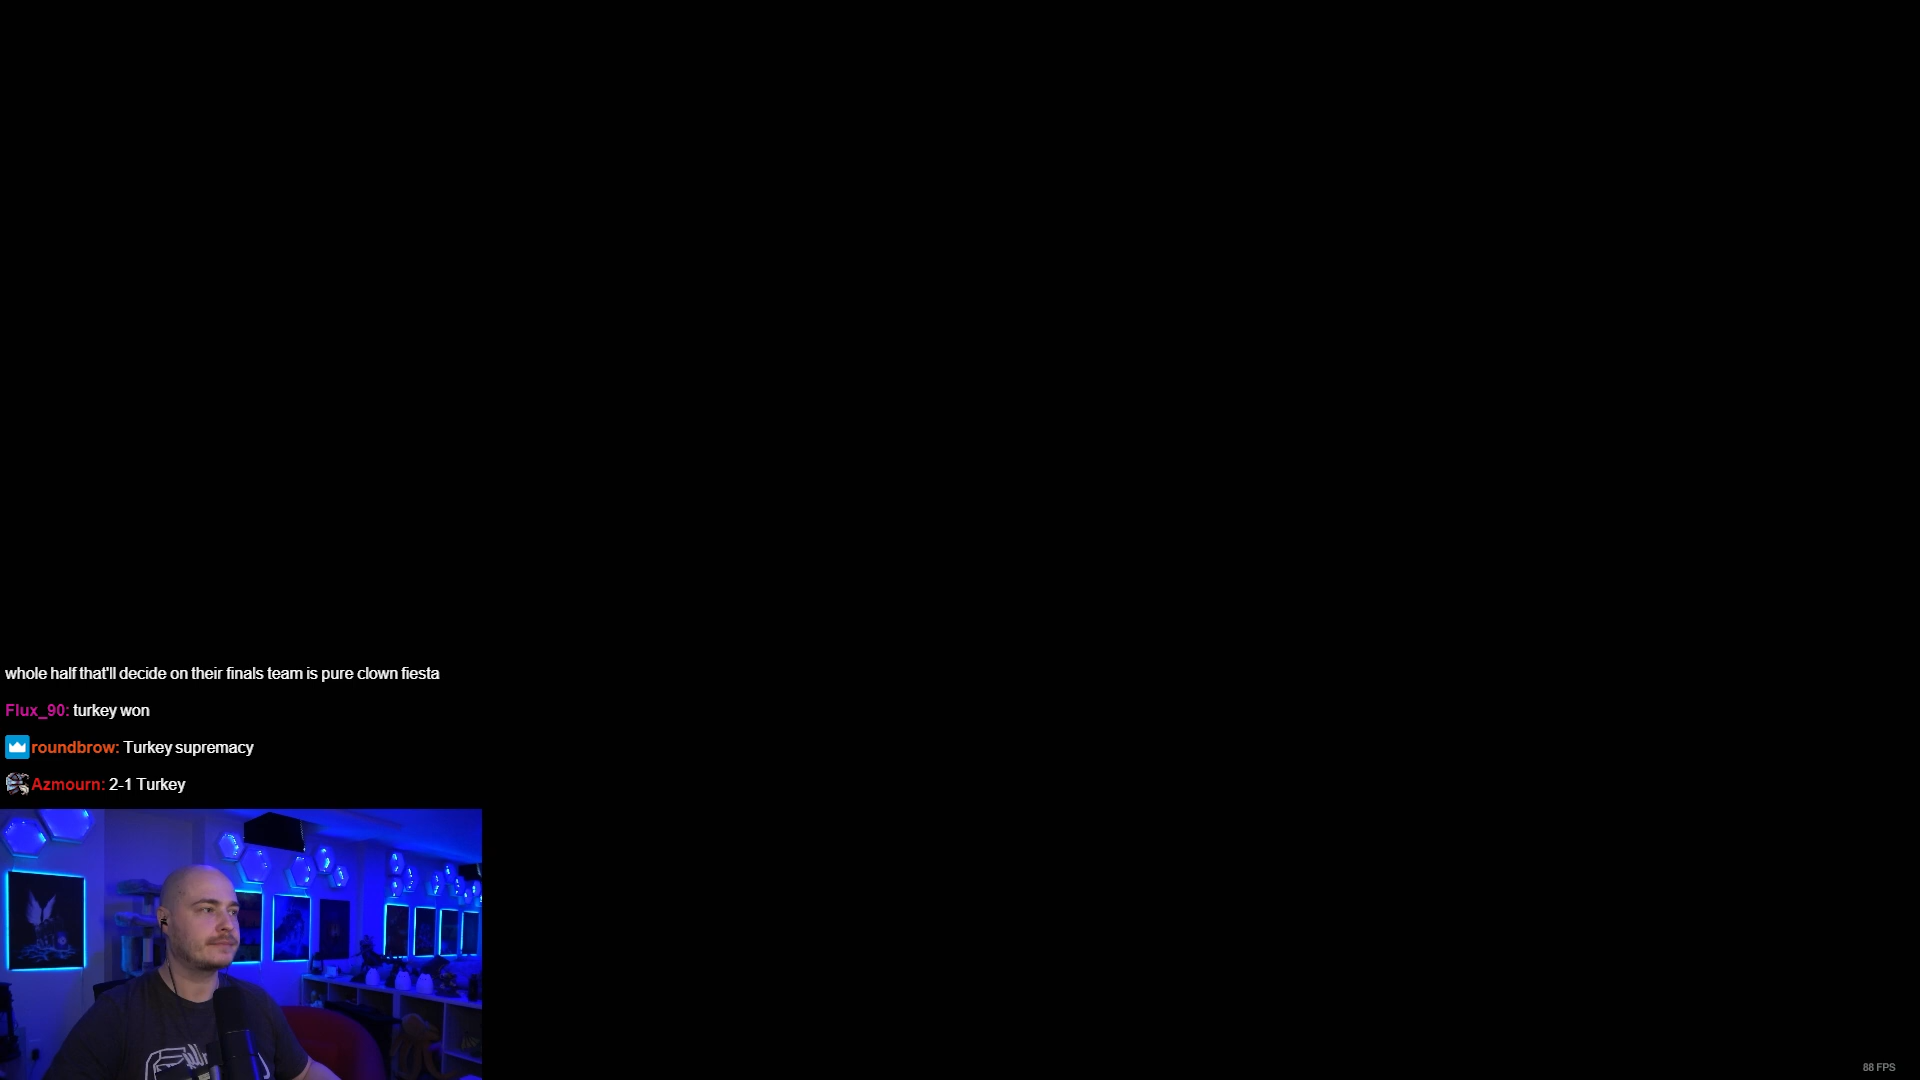 whole half that'll decide on their finals team is pure clown fiesta
Flux_90: turkey won
roundbrow: Turkey supremacy
Azmourn: 2-1 Turkey
88 FPS